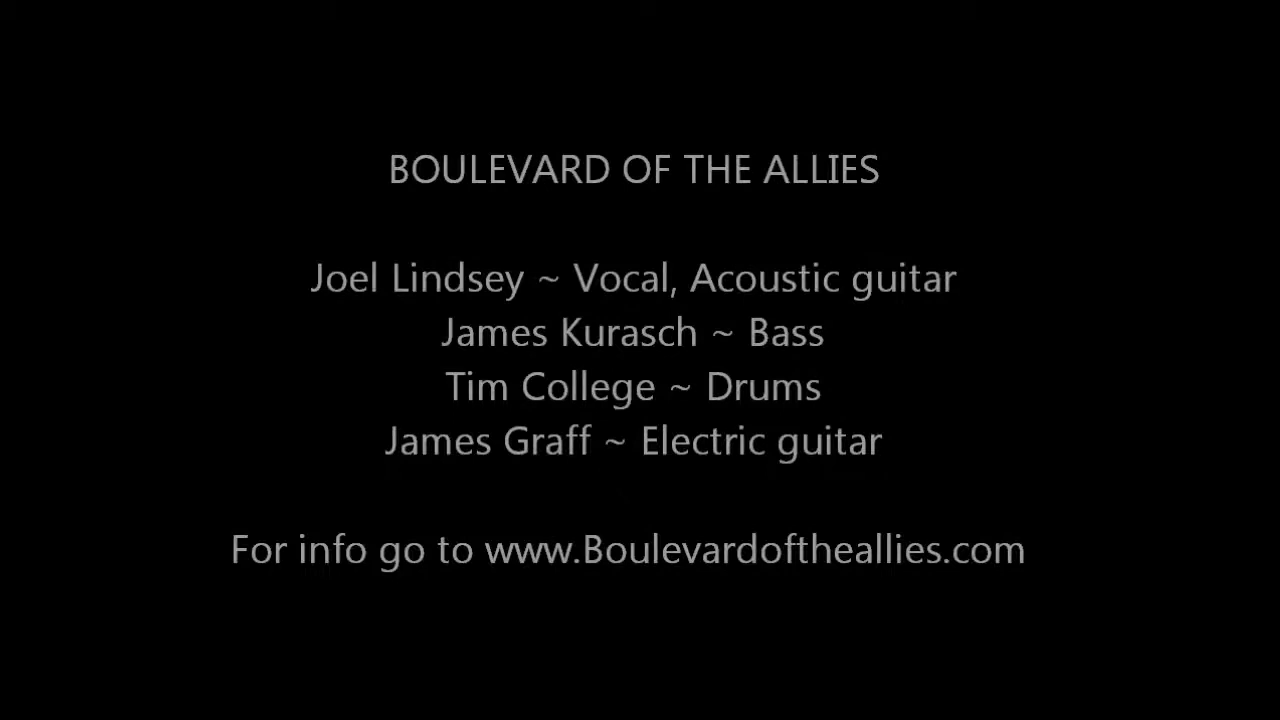 BOULEVARD OF THE ALLIES
Joel Lindsey ~ Vocal, Acoustic guitar
James Kurasch ~ Bass
Tim College ~ Drums
James Graff ~ Electric guitar
For info go to www.Boulevardoftheallies.com